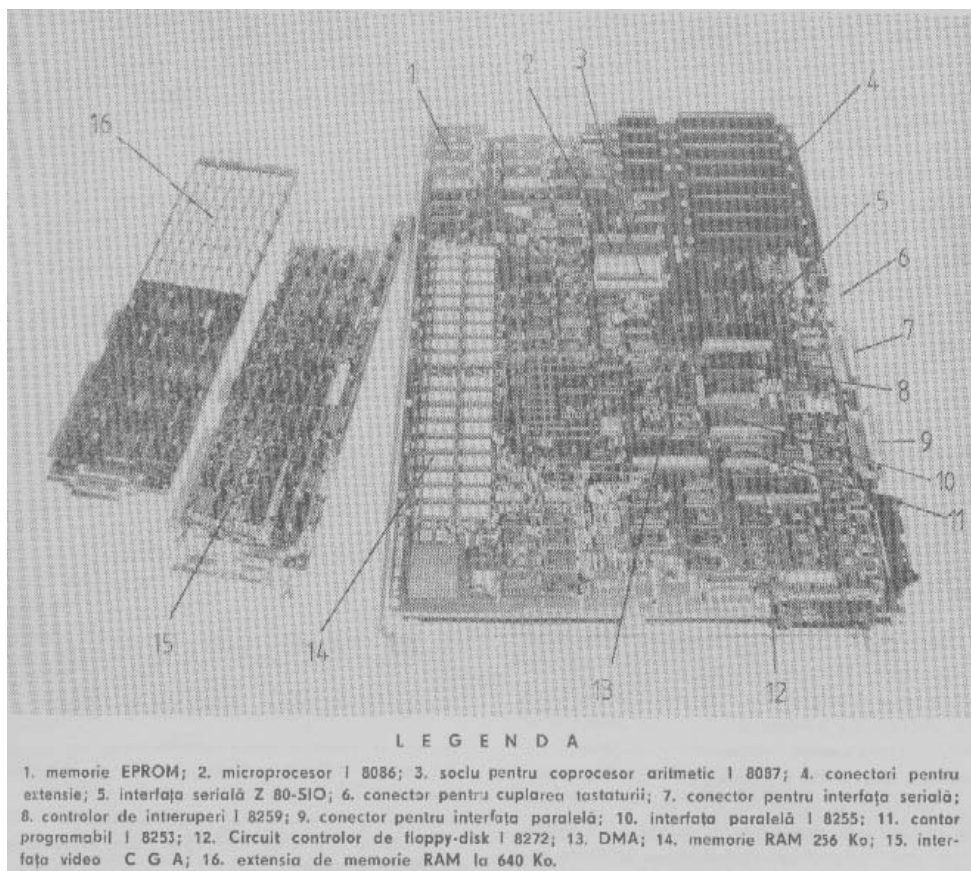 1
2
3
4
16
5
6
7
8
9
10
11
15
14
13
12
LEGENDA
1. memorie EPROM; 2. microprocesor I 8086; 3. soclu pentru coprocesor aritmetic I 8087; 4. conectori pentru
extensie; 5. interfața serială Z 80-SIO; 6. conector pentru cuplarea tastaturii; 7. conector pentru interfața serială;
8. controlor de întreruperi I 8259; 9. conector pentru interfața paralelă; 10. interfața paralelă I 8255; 11. contor
programabil I 8253; 12. Circuit controlor de floppy-disk I 8272; 13. DMA; 14. memorie RAM 256 Ko; 15. inter-
fața video C G A; 16. extensia de memorie RAM la 640 Ko.